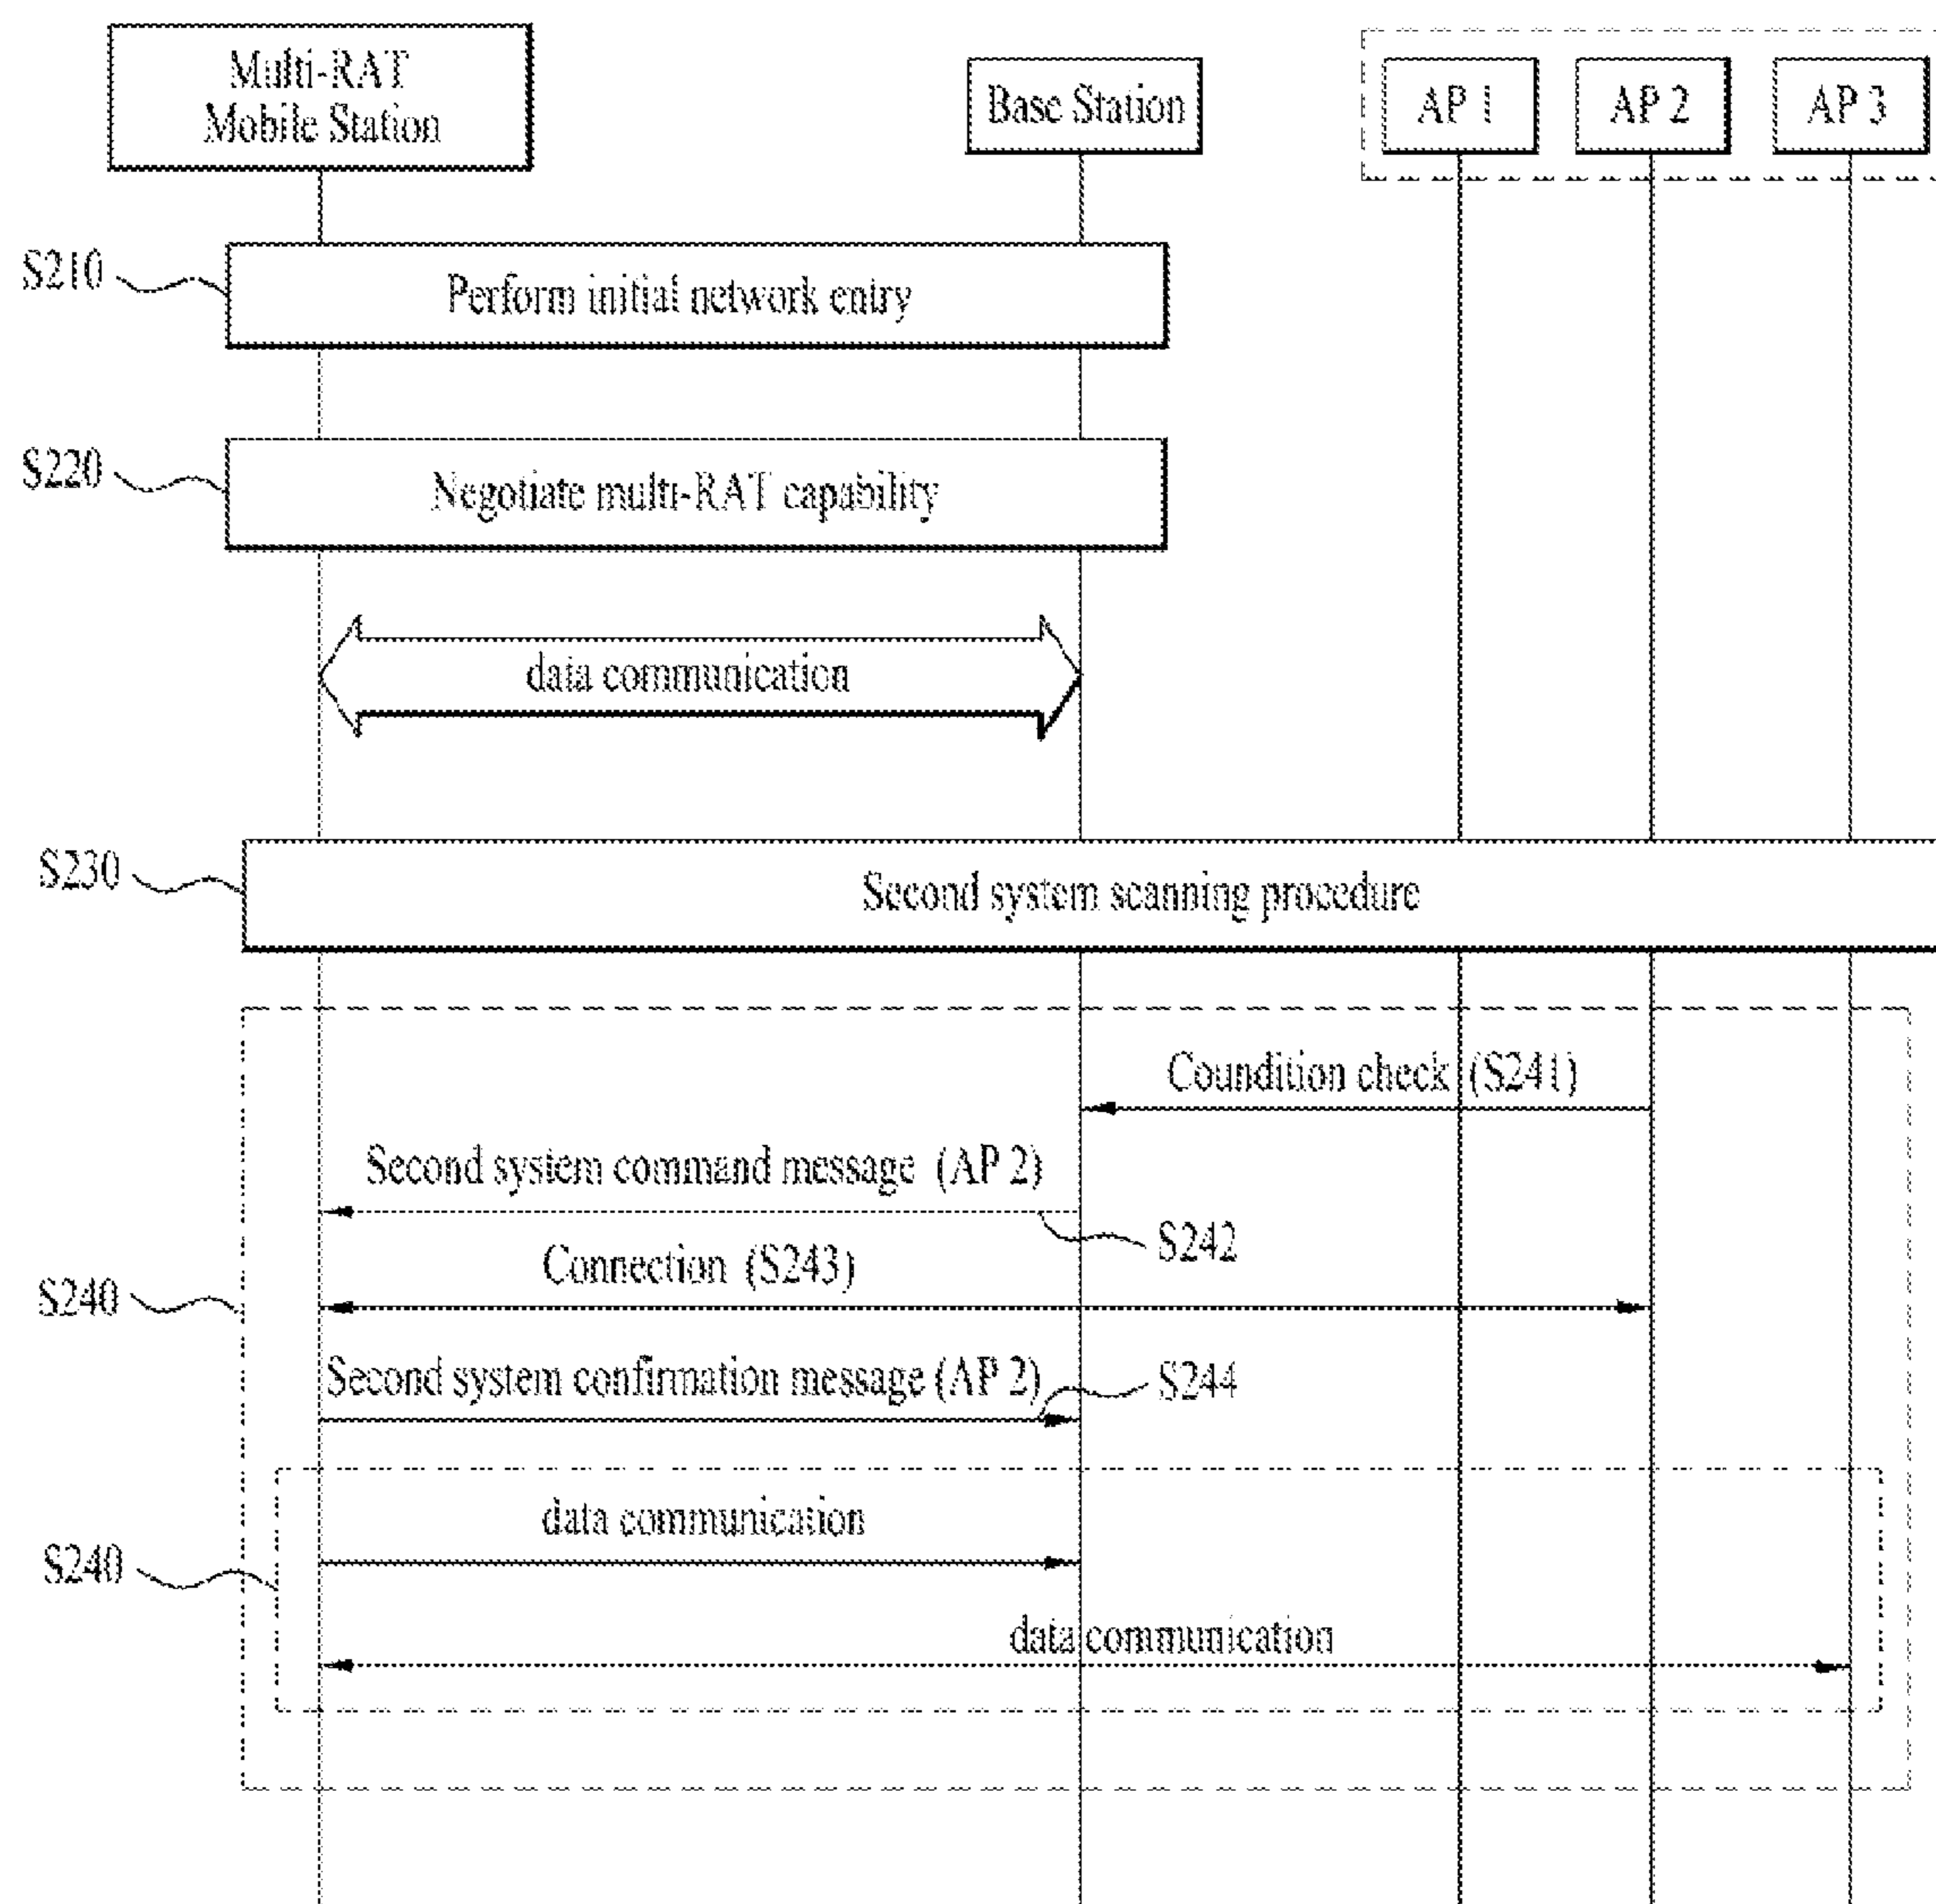 Multi-RAT
Mobile Station
Base Station
AP 1
AP 2
AP 3
S210
Perform initial network entry
S220
Negotiate multi-RAT capability
data communication
S230
Second system scanning procedure
Coundition check (S241)
Second system command message (AP 2)
S242
Connection (S243)
S240
Second system confirmation message (AP 2)
S244
data communication
S240
data communication